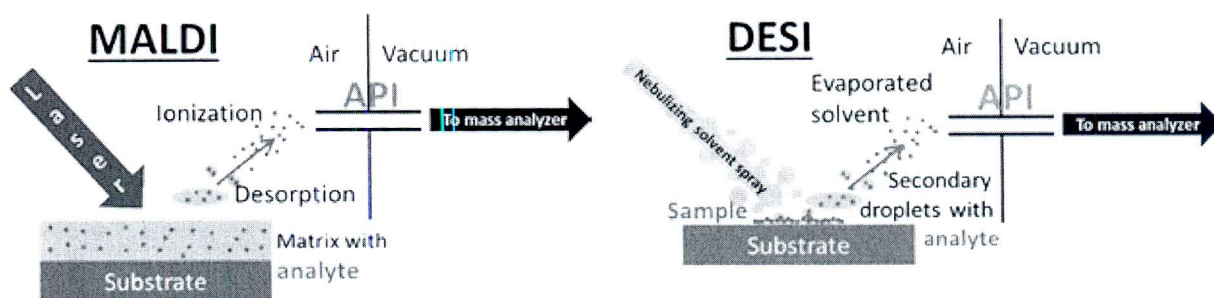 MALDI
Air
Vacuum
API
Laser
Ionization
To mass analyzer
Desorption
Matrix with
analyte
Substrate
DESI
Air
Vacuum
API
Nebulizing solvent spray
Evaporated
solvent
To mass analyzer
Secondary
droplets with
analyte
Sample
Substrate